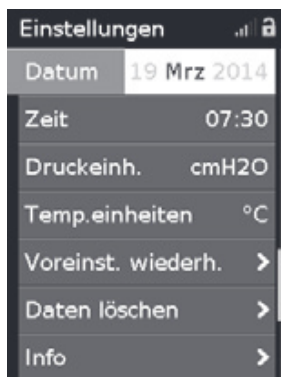 Einstellungen
Datum 19 Mrz 2014
Zeit 07:30
Druckeinh. cmH2O
Temp.einheiten °C
Voreinst. wiederh. >
Daten löschen >
Info >